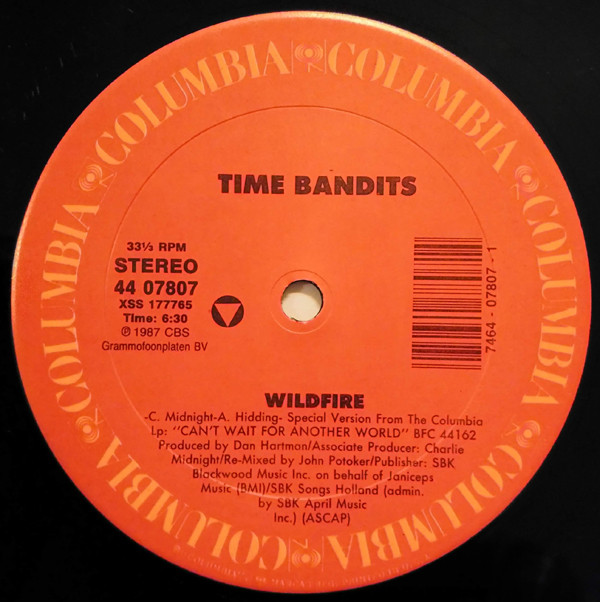 COLUMBIA COLUMBIA COLUMBIA COLUMBIA COLUMBIA COLUMBIA COLUMBIA COLUMBIA
TIME BANDITS
33⅓ RPM
STEREO
44 07807
XSS 177765
Time: 6:30
℗ 1987 CBS
Grammofoonplaten BV
7464 - 07807 - 1
WILDFIRE
-C. Midnight-A. Hidding- Special Version From The Columbia
Lp: "CAN'T WAIT FOR ANOTHER WORLD" BFC 44162
Produced by Dan Hartman/Associate Producer: Charlie
Midnight/Re-Mixed by John Potoker/Publisher: SBK
Blackwood Music Inc. on behalf of Janiceps
Music (BMI)/SBK Songs Holland (admin.
by SBK April Music
Inc.) (ASCAP)